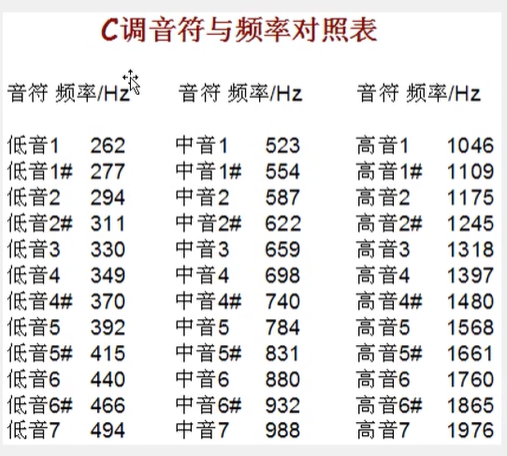 C调音符与频率对照表
音符 频率/Hz 音符 频率/Hz 音符 频率/Hz
低音1 262 中音1 523 高音1 1046
低音1# 277 中音1# 554 高音1# 1109
低音2 294 中音2 587 高音2 1175
低音2# 311 中音2# 622 高音2# 1245
低音3 330 中音3 659 高音3 1318
低音4 349 中音4 698 高音4 1397
低音4# 370 中音4# 740 高音4# 1480
低音5 392 中音5 784 高音5 1568
低音5# 415 中音5# 831 高音5# 1661
低音6 440 中音6 880 高音6 1760
低音6# 466 中音6# 932 高音6# 1865
低音7 494 中音7 988 高音7 1976